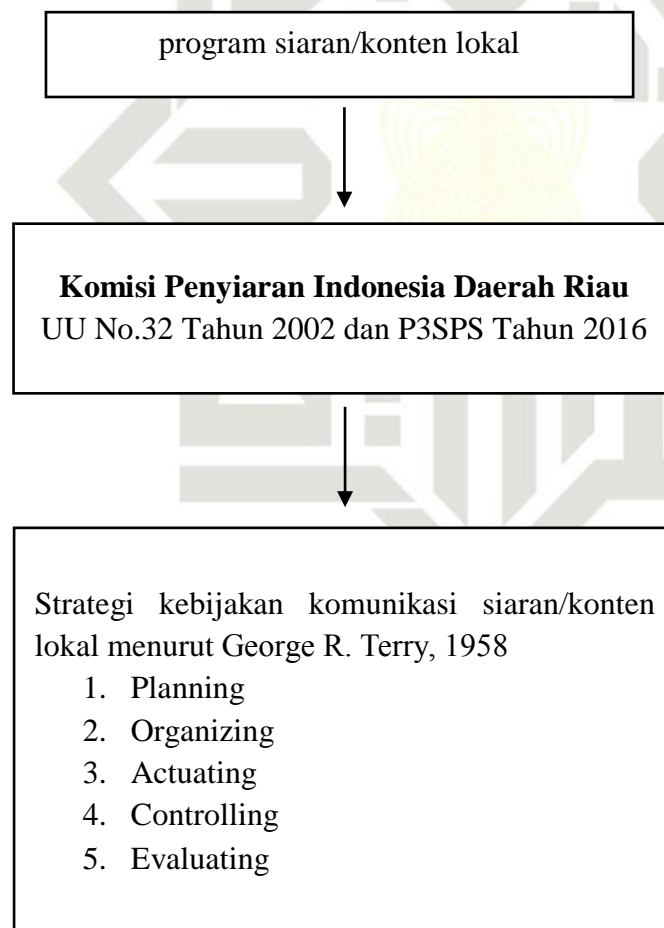 program siaran/konten lokal
Komisi Penyiaran Indonesia Daerah Riau
UU No.32 Tahun 2002 dan P3SPS Tahun 2016
Strategi kebijakan komunikasi siaran/konten
lokal menurut George R. Terry, 1958
1. Planning
2. Organizing
3. Actuating
4. Controlling
5. Evaluating